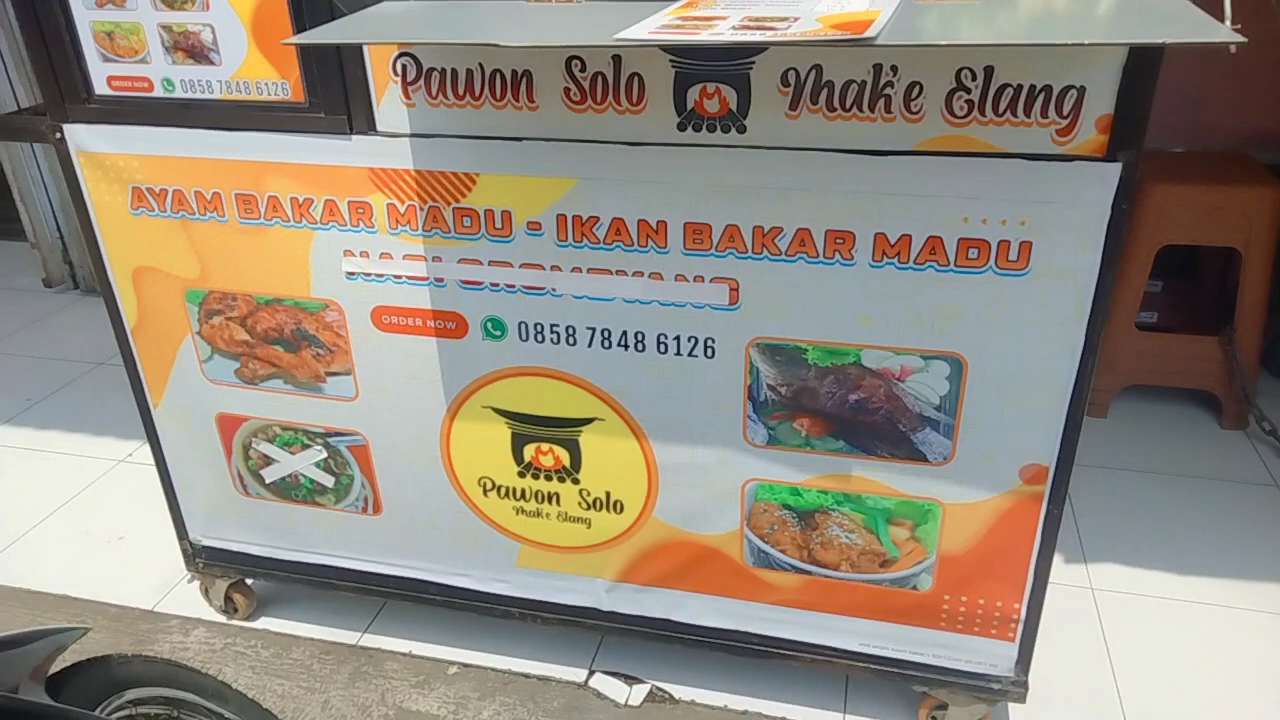 ORDER NOW 0858 7848 6126
Pawon Solo Mak'e Elang
AYAM BAKAR MADU - IKAN BAKAR MADU
ORDER NOW 0858 7848 6126
Pawon Solo
Mak'e Elang